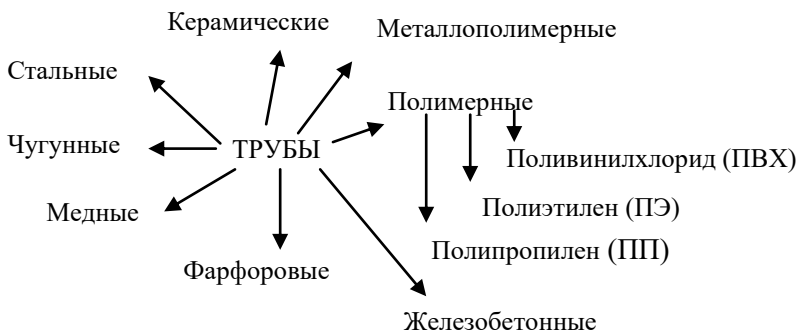 Керамические
Металлополимерные
Стальные
Полимерные
Чугунные
ТРУБЫ
Поливинилхлорид (ПВХ)
Медные
Полиэтилен (ПЭ)
Полипропилен (ПП)
Фарфоровые
Железобетонные